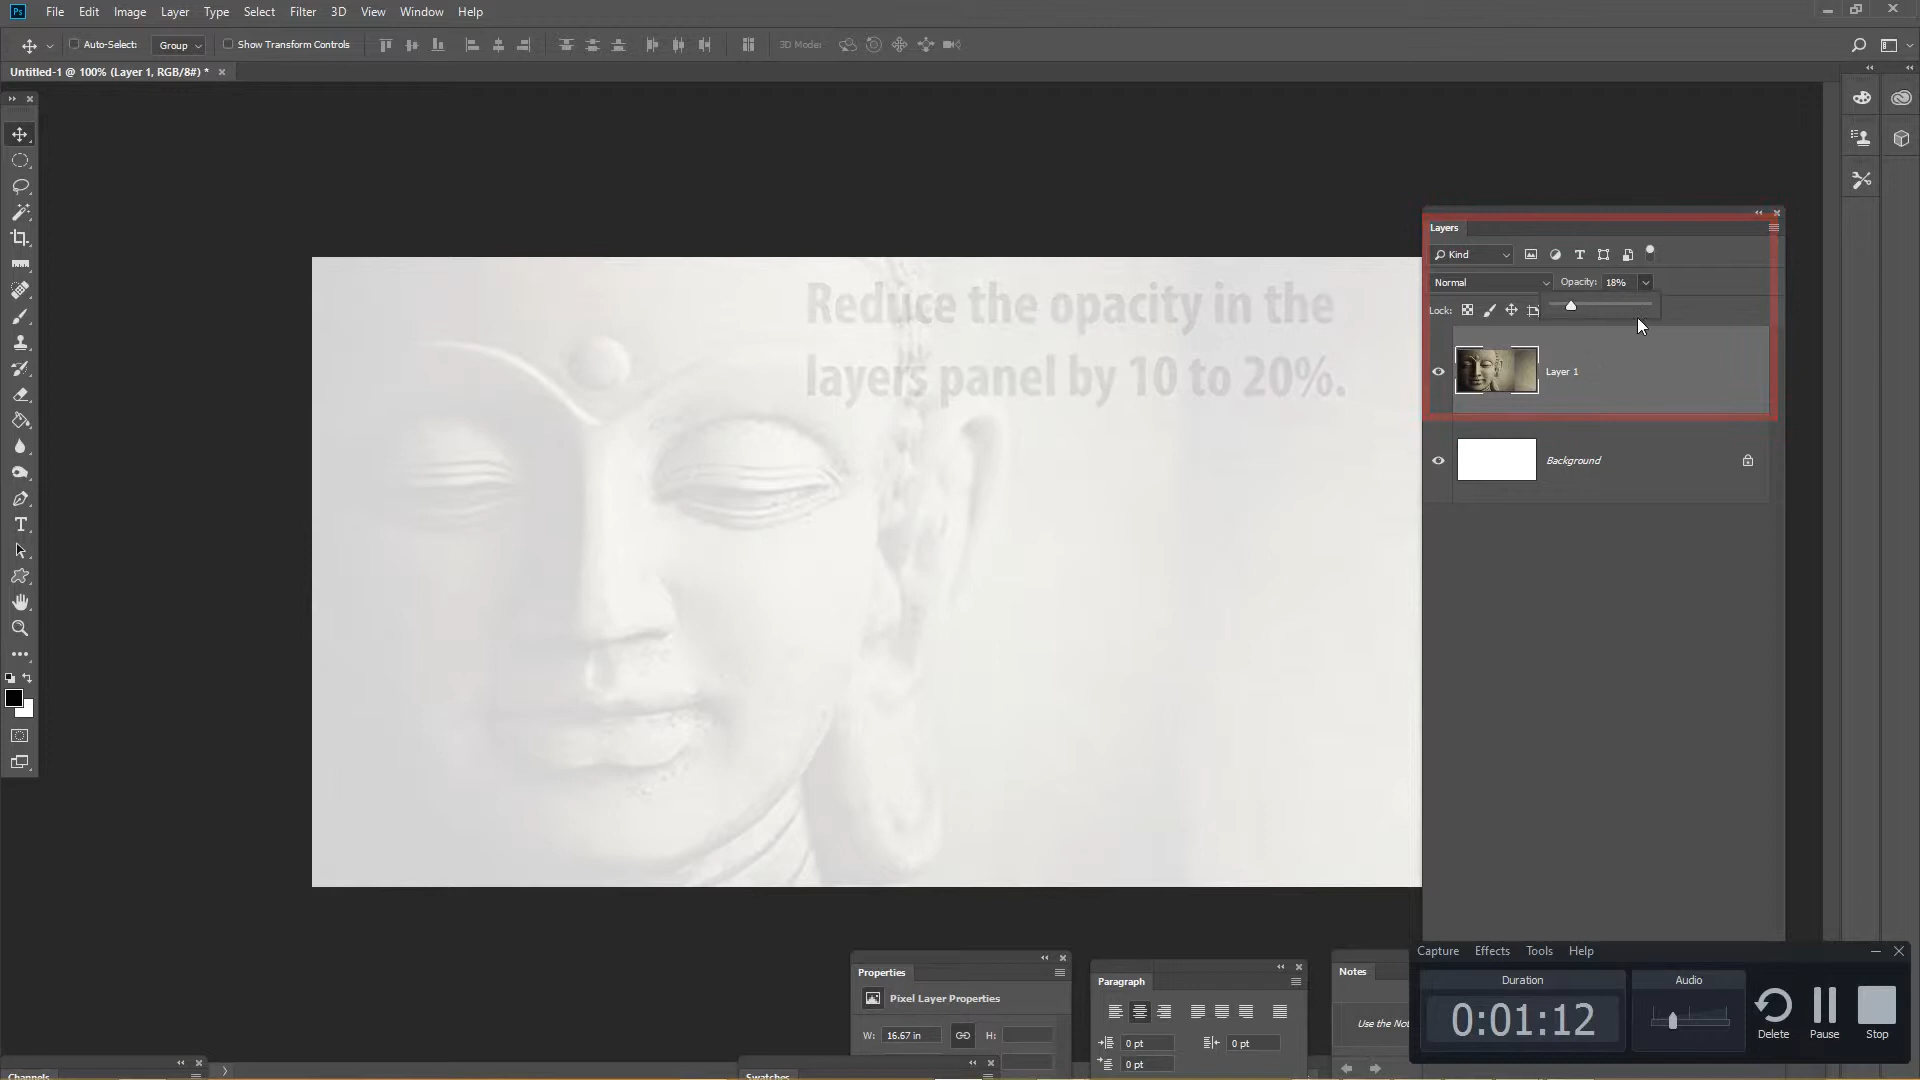 Ps File Edit Image Layer Type Select Filter 3D View Window Help
Auto-Select: Group Show Transform Controls 3D Mode:
Untitled-1 @ 100% (Layer 1, RGB/8#) *
Reduce the opacity in the
layers panel by 10 to 20%.
Layers
Kind
Normal Opacity: 18%
Lock:
Layer 1
Background
Properties
Pixel Layer Properties
W: 16.67 in H:
Paragraph
0 pt 0 pt
0 pt
Notes
Use the Not
Capture Effects Tools Help
Duration Audio
0:01:12
Delete Pause Stop
Channels
Swatches